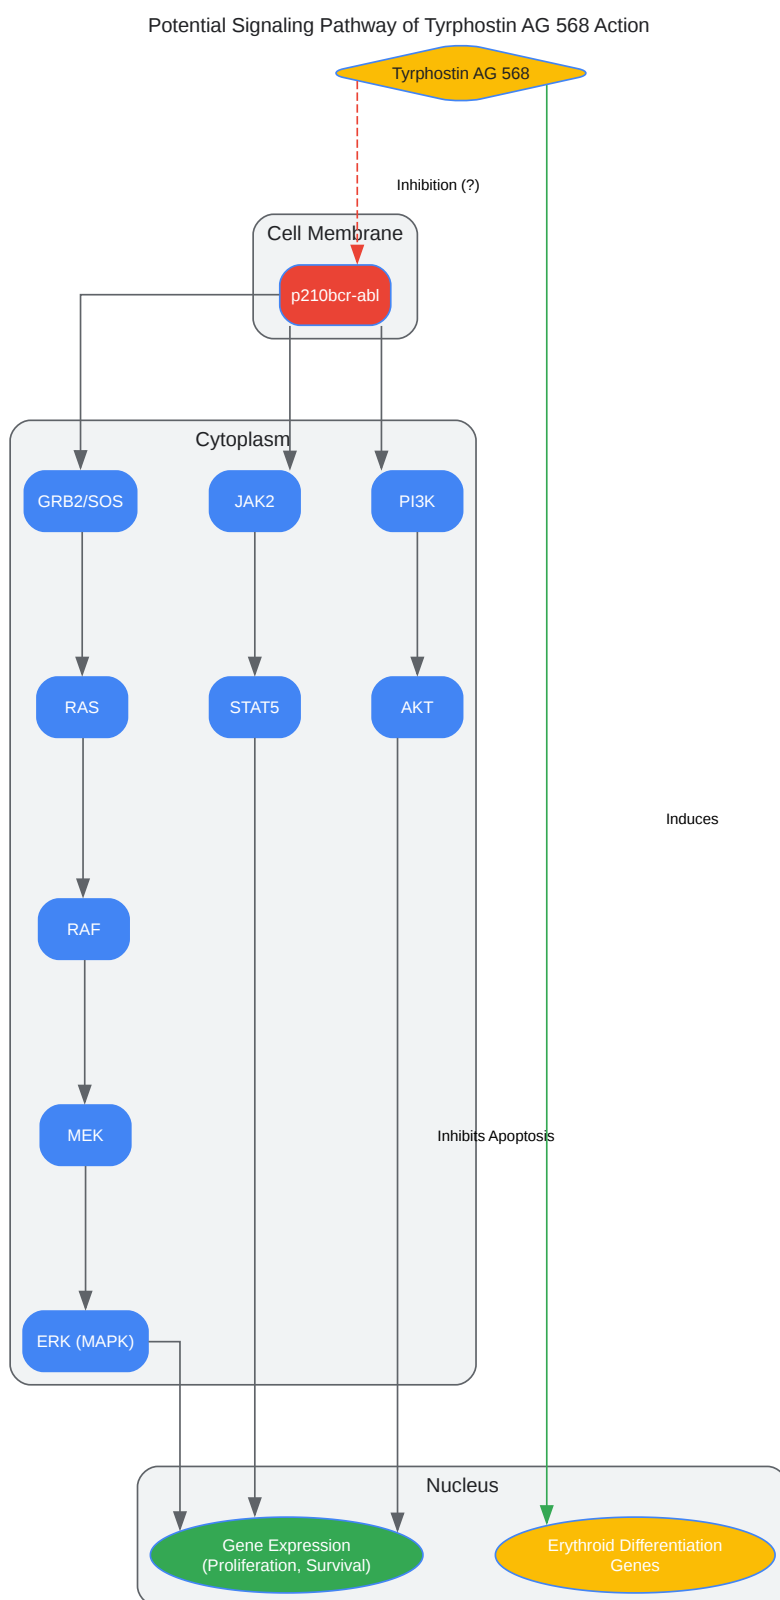 Potential Signaling Pathway of Tyrphostin AG 568 Action
Tyrphostin AG 568
Inhibition (?)
Cell Membrane
p210bcr-abl
Cytoplasm
GRB2/SOS
JAK2
PI3K
RAS
STAT5
AKT
Induces
RAF
MEK
Inhibits Apoptosis
ERK (MAPK)
Nucleus
Gene Expression
(Proliferation, Survival)
Erythroid Differentiation
Genes